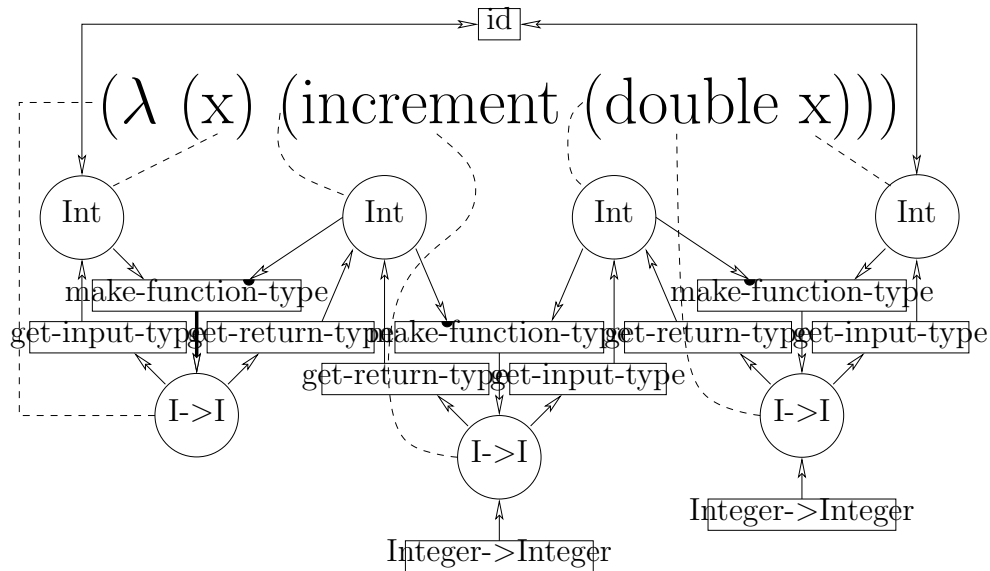 id
(λ (x) (increment (double x)))
Int Int Int Int
make-function-type make-function-type
get-input-type get-return-type make-function-type get-return-type get-input-type
get-return-type get-input-type
I->I I->I
I->I
Integer->Integer
Integer->Integer